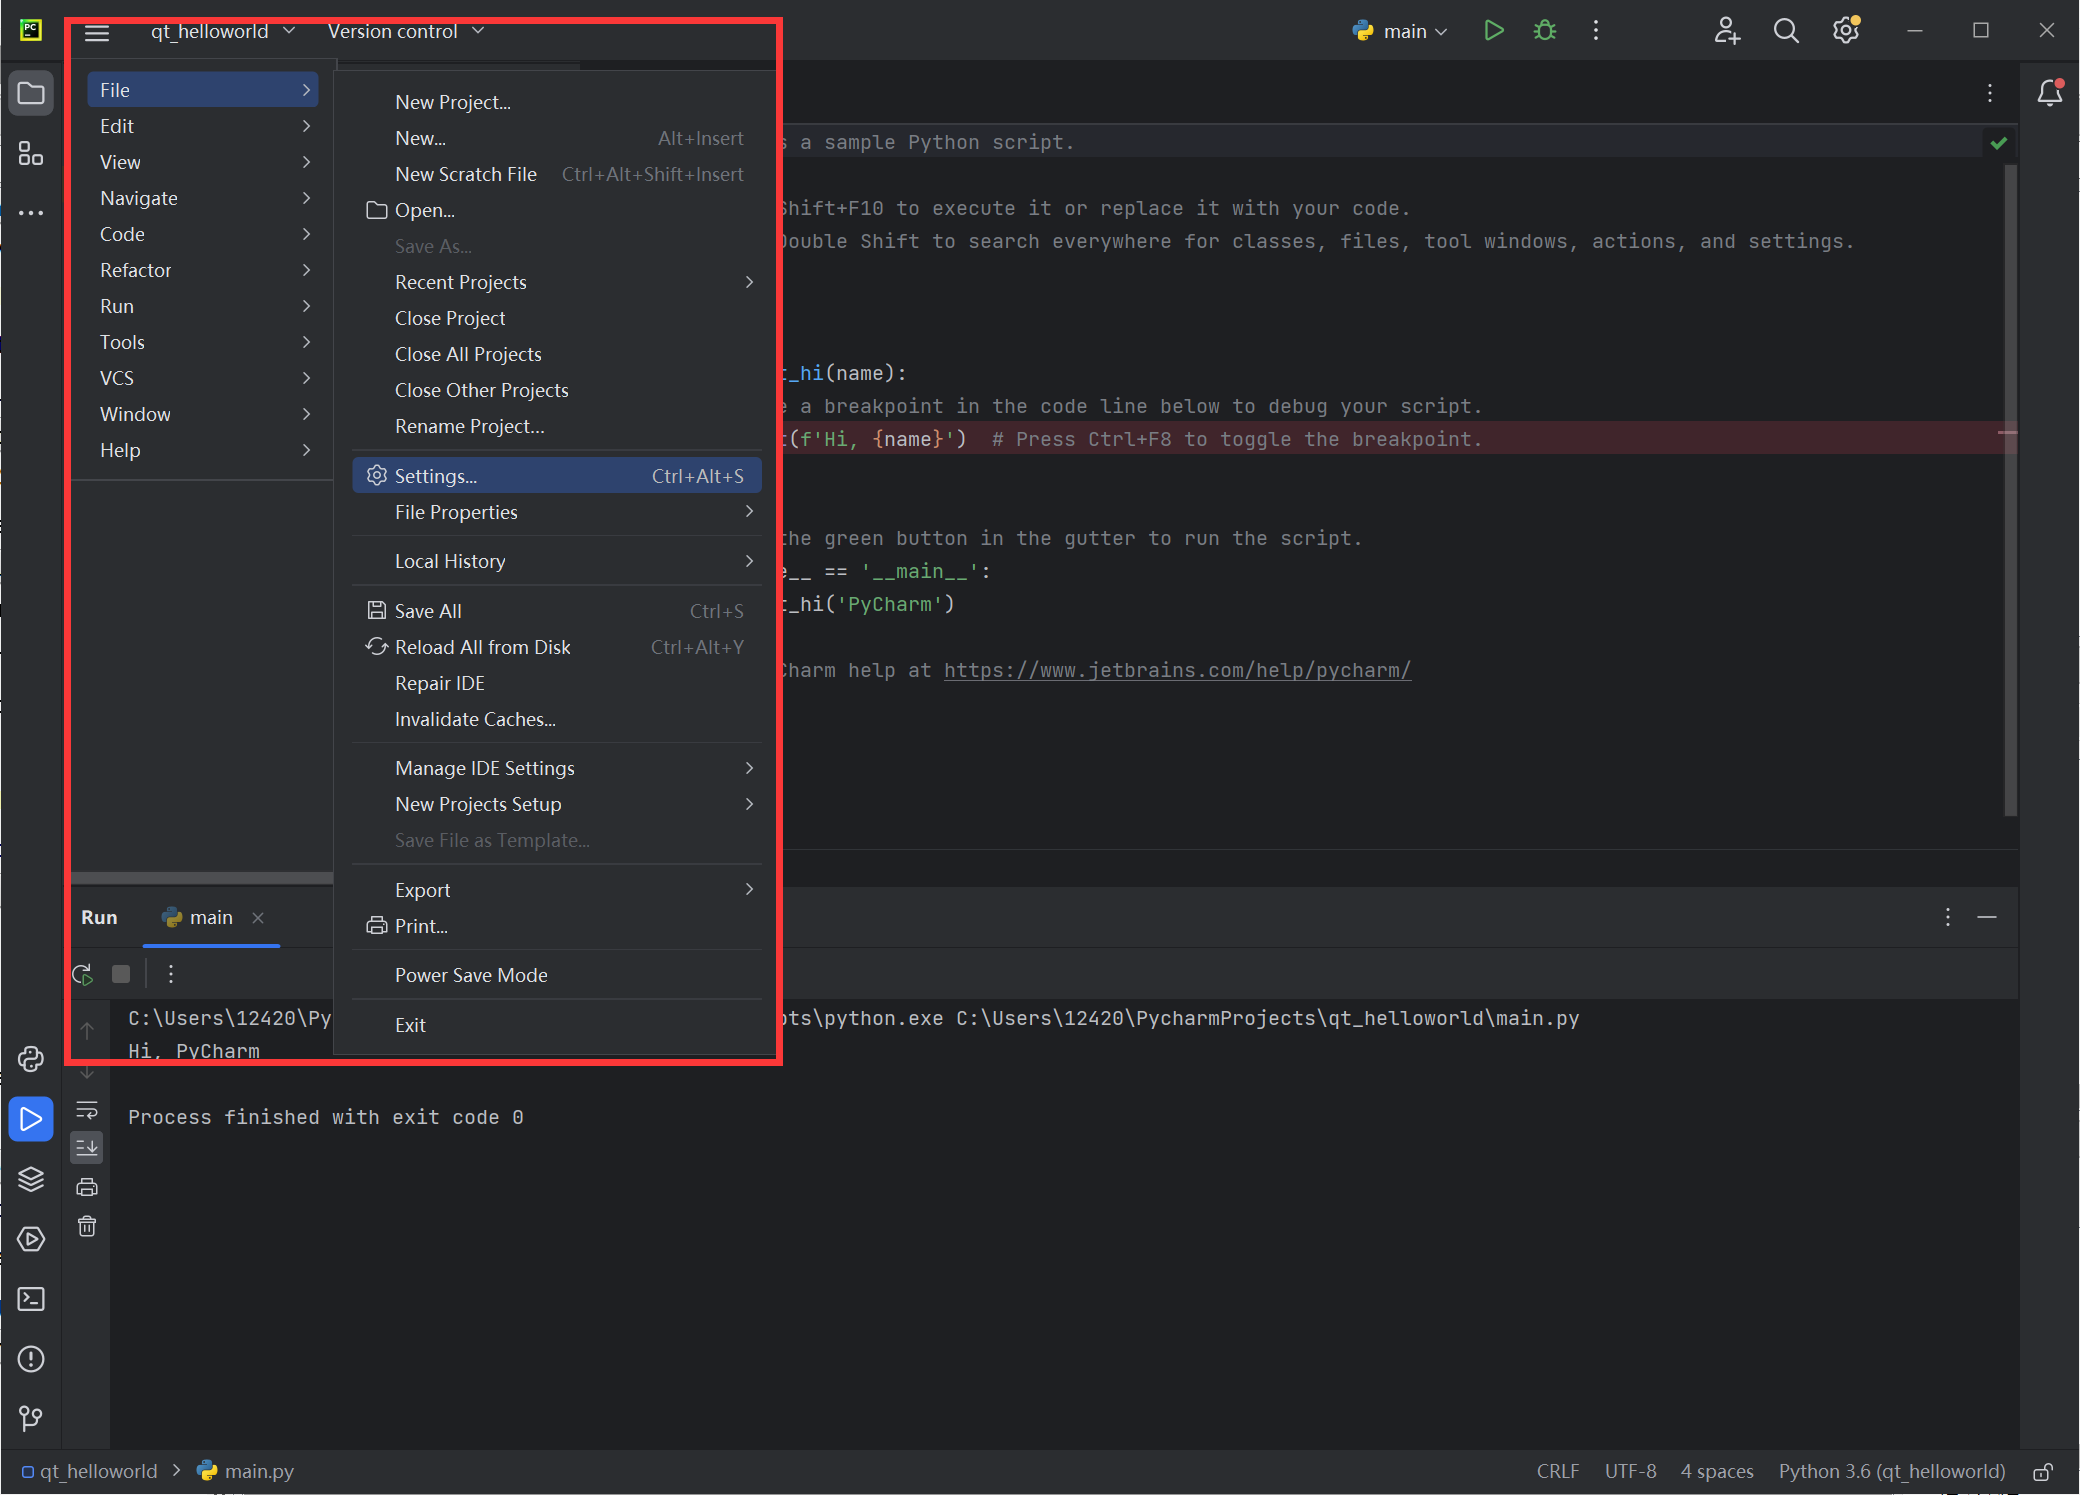 PC
qt_helloworld
Version control
main
File
Edit
View
Navigate
Code
Refactor
Run
Tools
VCS
Window
Help
New Project...
New... Alt+Insert
New Scratch File Ctrl+Alt+Shift+Insert
Open...
Save As...
Recent Projects
Close Project
Close All Projects
Close Other Projects
Rename Project...
Settings... Ctrl+Alt+S
File Properties
Local History
Save All Ctrl+S
Reload All from Disk Ctrl+Alt+Y
Repair IDE
Invalidate Caches...
Manage IDE Settings
New Projects Setup
Save File as Template...
Export
Print...
Power Save Mode
Exit
s a sample Python script.
Shift+F10 to execute it or replace it with your code.
Double Shift to search everywhere for classes, files, tool windows, actions, and settings.
t_hi(name):
e a breakpoint in the code line below to debug your script.
t(f'Hi, {name}')  # Press Ctrl+F8 to toggle the breakpoint.
the green button in the gutter to run the script.
e__ == '__main__':
t_hi('PyCharm')
Charm help at https://www.jetbrains.com/help/pycharm/
Run
main
C:\Users\12420\Py
pts\python.exe C:\Users\12420\PycharmProjects\qt_helloworld\main.py
Hi, PyCharm
Process finished with exit code 0
qt_helloworld > main.py
CRLF
UTF-8
4 spaces
Python 3.6 (qt_helloworld)